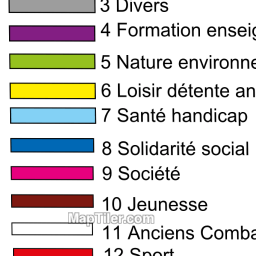 3 Divers
4 Formation enseig
5 Nature environne
6 Loisir détente an
7 Santé handicap
8 Solidarité social
9 Société
10 Jeunesse
MapTiler.com
11 Anciens Comba
12 Sport